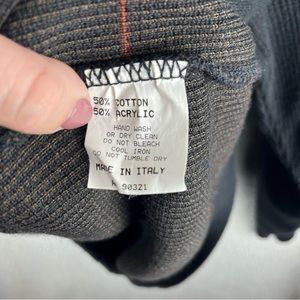 50% COTTON
50% ACRYLIC
HAND WASH
OR DRY CLEAN
DO NOT BLEACH
COOL IRON
DO NOT TUMBLE DRY
MADE IN ITALY
90321